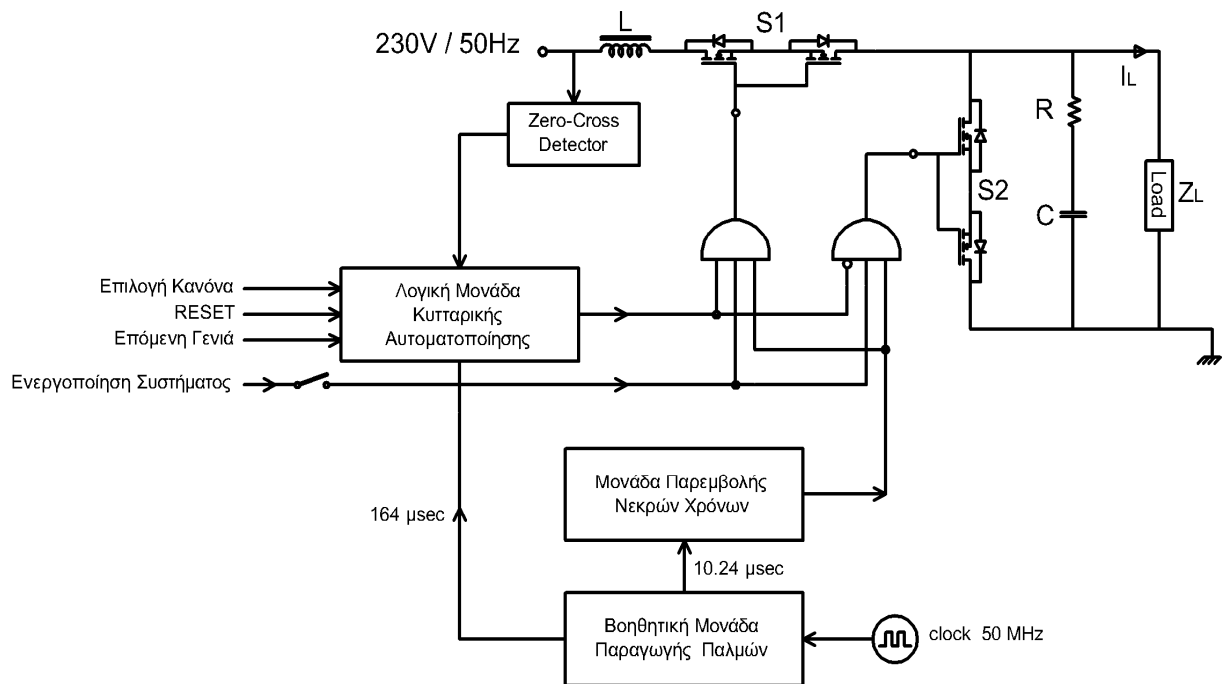 230V / 50Hz
L
S1
Zero-Cross
Detector
IL
R
C
S2
Load
ZL
Επιλογή Κανόνα
RESET
Επόμενη Γενιά
Λογική Μονάδα
Κυτταρικής
Αυτοματοποίησης
Ενεργοποίηση Συστήματος
Μονάδα Παρεμβολής
Νεκρών Χρόνων
164 μsec
10.24 μsec
Βοηθητική Μονάδα
Παραγωγής Παλμών
clock 50 MHz